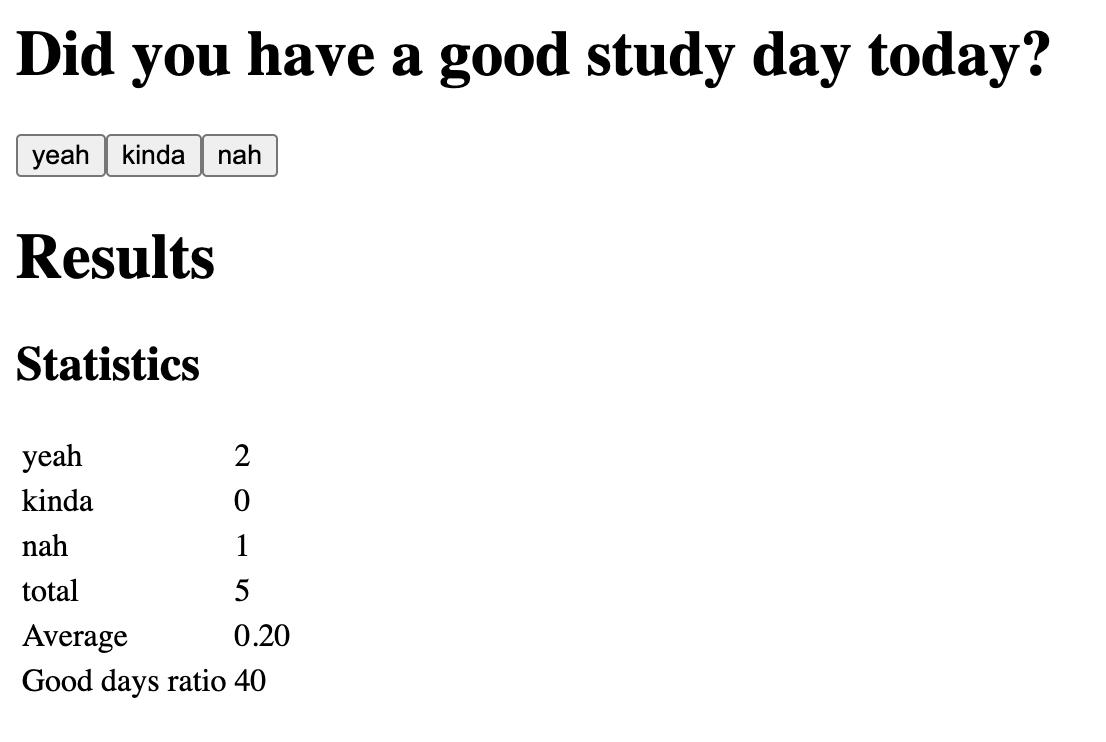 Did you have a good study day today?
yeah kinda nah
Results
Statistics
yeah 2
kinda 0
nah 1
total 5
Average 0.20
Good days ratio 40